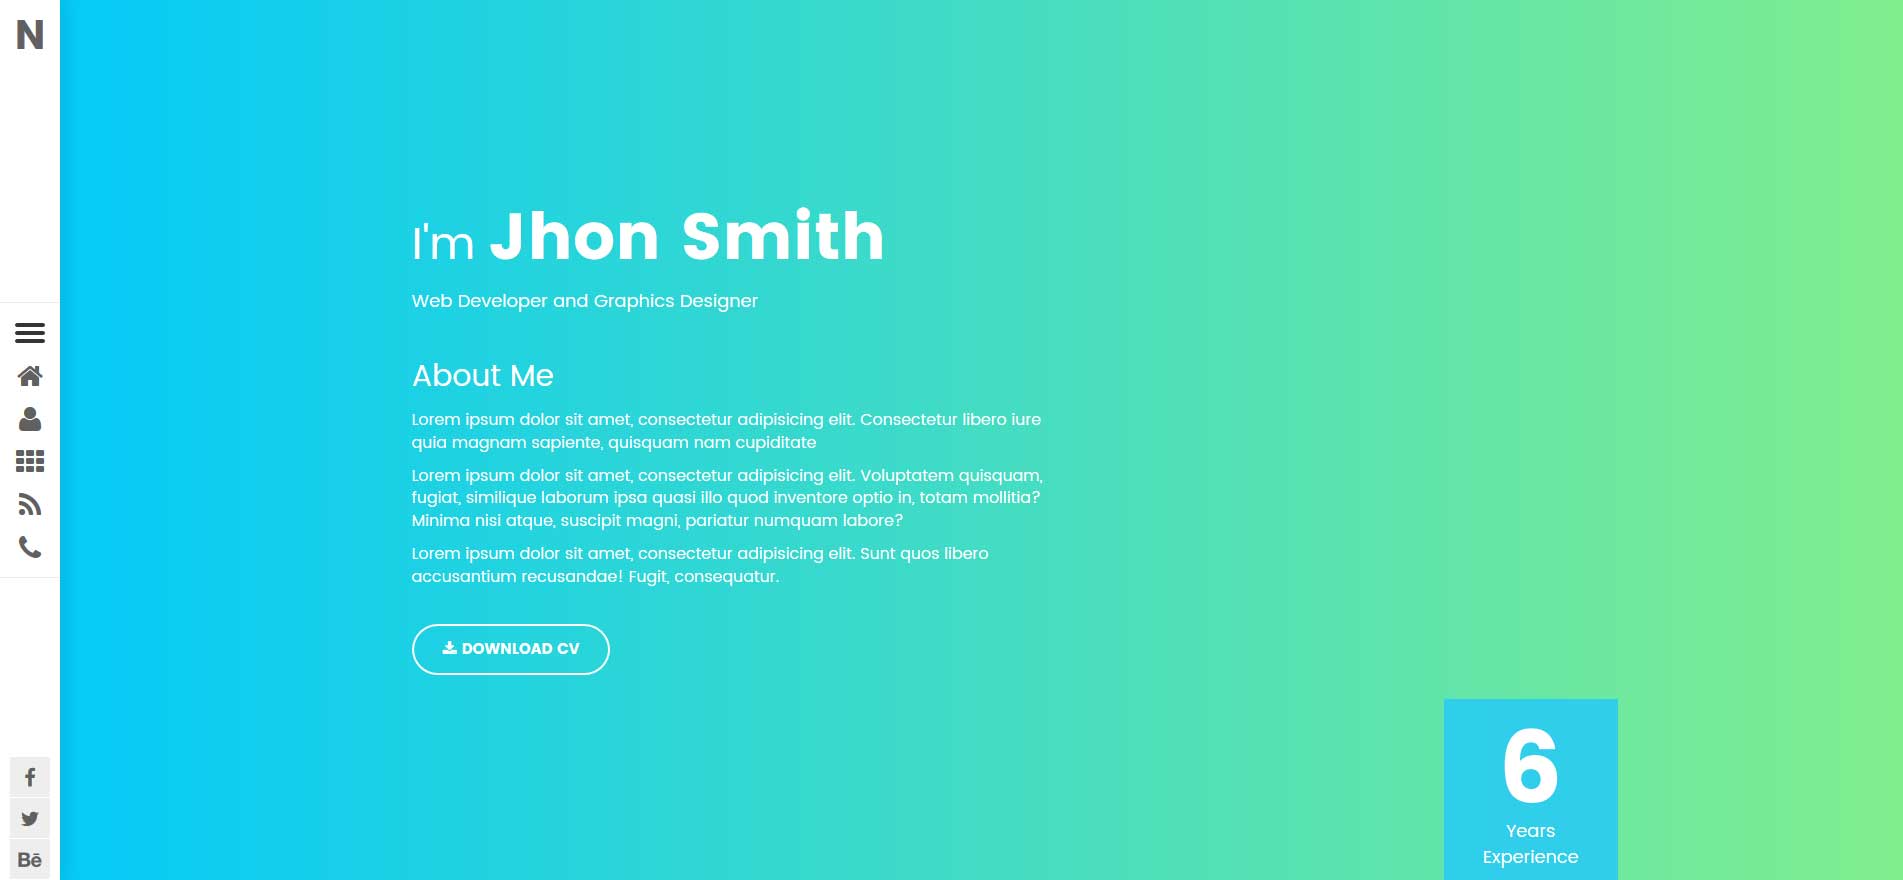 N
I'm Jhon Smith
Web Developer and Graphics Designer
About Me
Lorem ipsum dolor sit amet, consectetur adipisicing elit. Consectetur libero iure
quia magnam sapiente, quisquam nam cupiditate
Lorem ipsum dolor sit amet, consectetur adipisicing elit. Voluptatem quisquam,
fugiat, similique laborum ipsa quasi illo quod inventore optio in, totam mollitia?
Minima nisi atque, suscipit magni, pariatur numquam labore?
Lorem ipsum dolor sit amet, consectetur adipisicing elit. Sunt quos libero
accusantium recusandae! Fugit, consequatur.
DOWNLOAD CV
6
Years
Experience
Bē